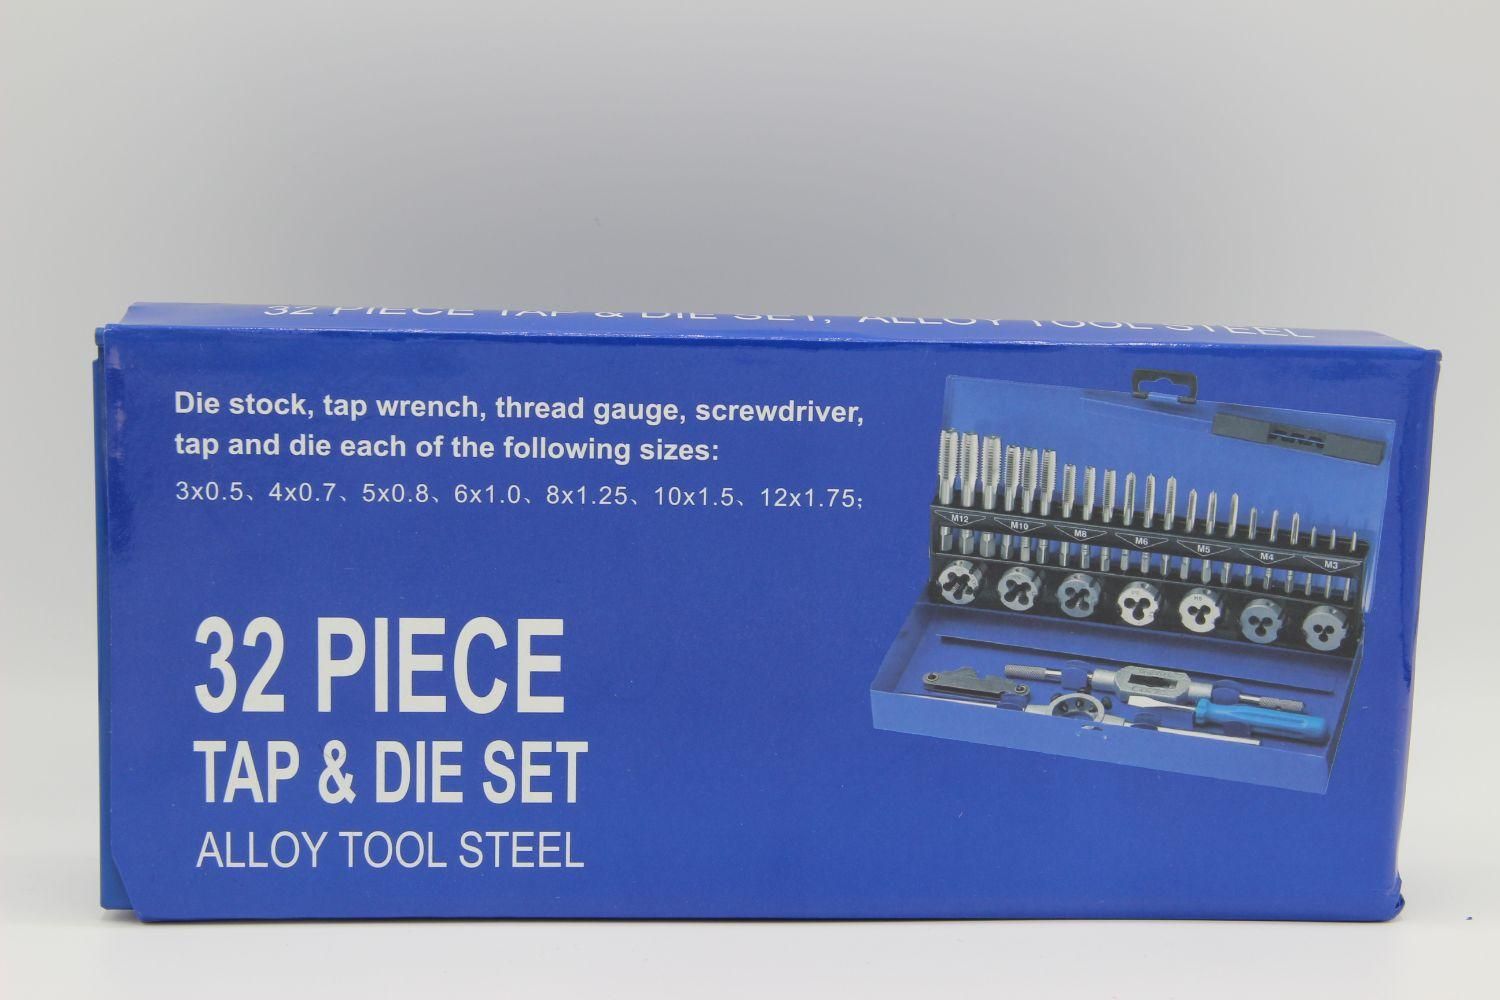 32 PIECE TAP & DIE SET, ALLOY TOOL STEEL
Die stock, tap wrench, thread gauge, screwdriver,
tap and die each of the following sizes:
3x0.5、4x0.7、5x0.8、6x1.0、8x1.25、10x1.5、12x1.75;
M12 M10 M8 M6 M5 M4 M3
32 PIECE
TAP & DIE SET
ALLOY TOOL STEEL